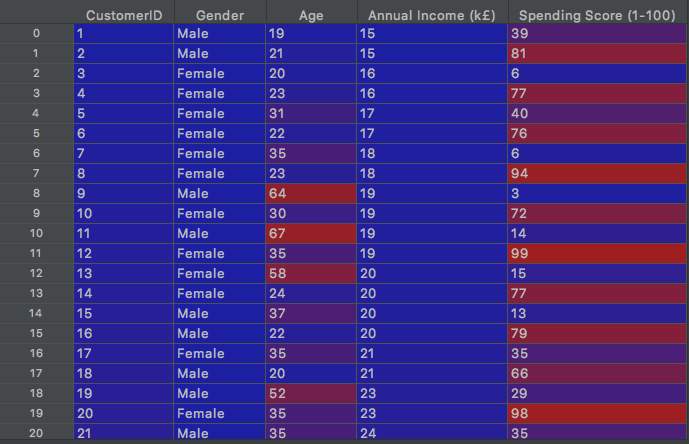 CustomerID Gender Age Annual Income (k£) Spending Score (1-100)
0 1 Male 19 15 39
1 2 Male 21 15 81
2 3 Female 20 16 6
3 4 Female 23 16 77
4 5 Female 31 17 40
5 6 Female 22 17 76
6 7 Female 35 18 6
7 8 Female 23 18 94
8 9 Male 64 19 3
9 10 Female 30 19 72
10 11 Male 67 19 14
11 12 Female 35 19 99
12 13 Female 58 20 15
13 14 Female 24 20 77
14 15 Male 37 20 13
15 16 Male 22 20 79
16 17 Female 35 21 35
17 18 Male 20 21 66
18 19 Male 52 23 29
19 20 Female 35 23 98
20 21 Male 35 24 35